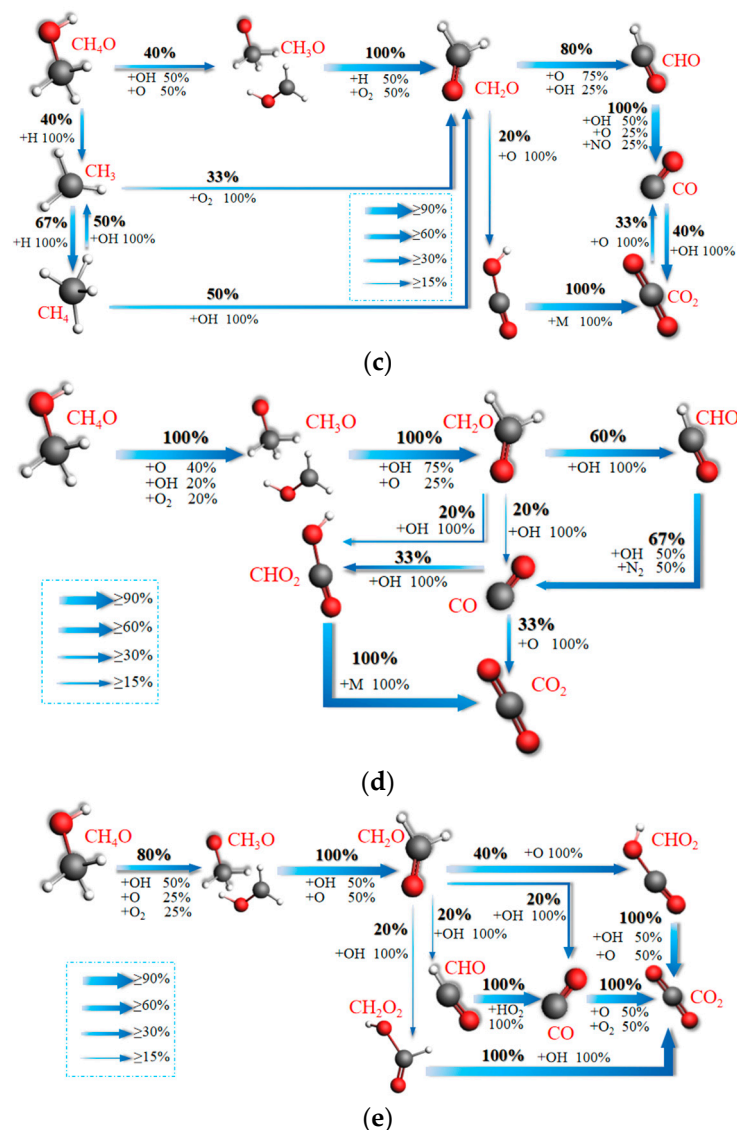 CH₄O
40%
+OH 50%
+O 50%
CH₃O
100%
+H 50%
+O₂ 50%
CH₂O
80%
+O 75%
+OH 25%
CHO
40%
+H 100%
CH₃
33%
+O₂ 100%
20%
+O 100%
100%
+OH 50%
+O 25%
+NO 25%
CO
67%
+H 100%
50%
+OH 100%
≥90%
≥60%
≥30%
≥15%
33%
+O
100%
40%
+OH 100%
CH₄
50%
+OH 100%
100%
+M 100%
CO₂
(c)
CH₄O
100%
+O 40%
+OH 20%
+O₂ 20%
CH₃O
100%
+OH 75%
+O 25%
CH₂O
60%
+OH 100%
CHO
20%
+OH 100%
20%
+OH 100%
67%
+OH 50%
+N₂ 50%
CHO₂
33%
+OH 100%
CO
≥90%
≥60%
≥30%
≥15%
33%
+O 100%
100%
+M 100%
CO₂
(d)
CH₄O
80%
+OH 50%
+O 25%
+O₂ 25%
CH₃O
100%
+OH 50%
+O 50%
CH₂O
40% +O 100%
CHO₂
20%
+OH 100%
20%
+OH 100%
20%
+OH 100%
100%
+OH 50%
+O 50%
≥90%
≥60%
≥30%
≥15%
CHO
100%
+HO₂
100%
CO
100%
+O 50%
+O₂ 50%
CO₂
CH₂O₂
100% +OH 100%
(e)